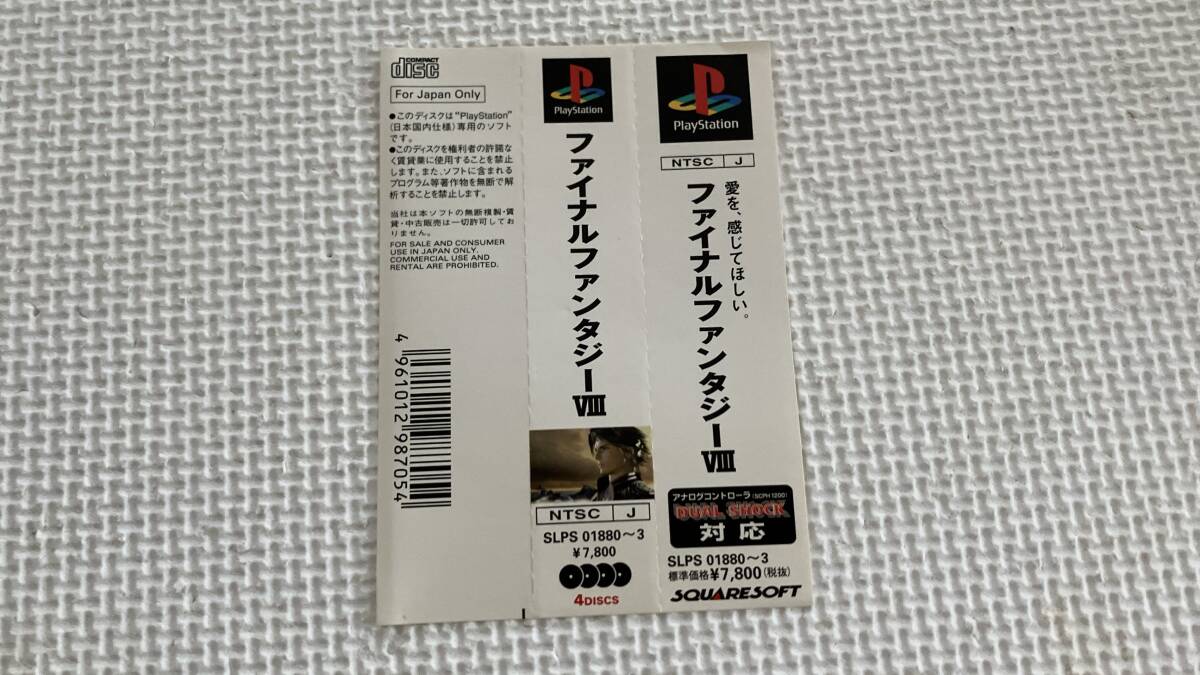 COMPACT
disc
For Japan Only
●このディスクは"PlayStation"
(日本国内仕様)専用のソフト
です。
●このディスクを権利者の許諾な
く賃貸業に使用することを禁止
します。また、ソフトに含まれる
プログラム等著作物を無断で解
析することを禁止します。
当社は本ソフトの無断複製・賃
貸・中古販売は一切許可してお
りません。
FOR SALE AND CONSUMER
USE IN JAPAN ONLY.
COMMERCIAL USE AND
RENTAL ARE PROHIBITED.
4 961012 987054
PlayStation
ファイナルファンタジーVIII
NTSC J
SLPS 01880～3
¥7,800
4DISCS
PlayStation
NTSC J
愛を、感じてほしい。
ファイナルファンタジーVIII
アナログコントローラ(SCPH 1200)
DUAL SHOCK
対応
SLPS 01880～3
標準価格¥7,800(税抜)
SQUARESOFT